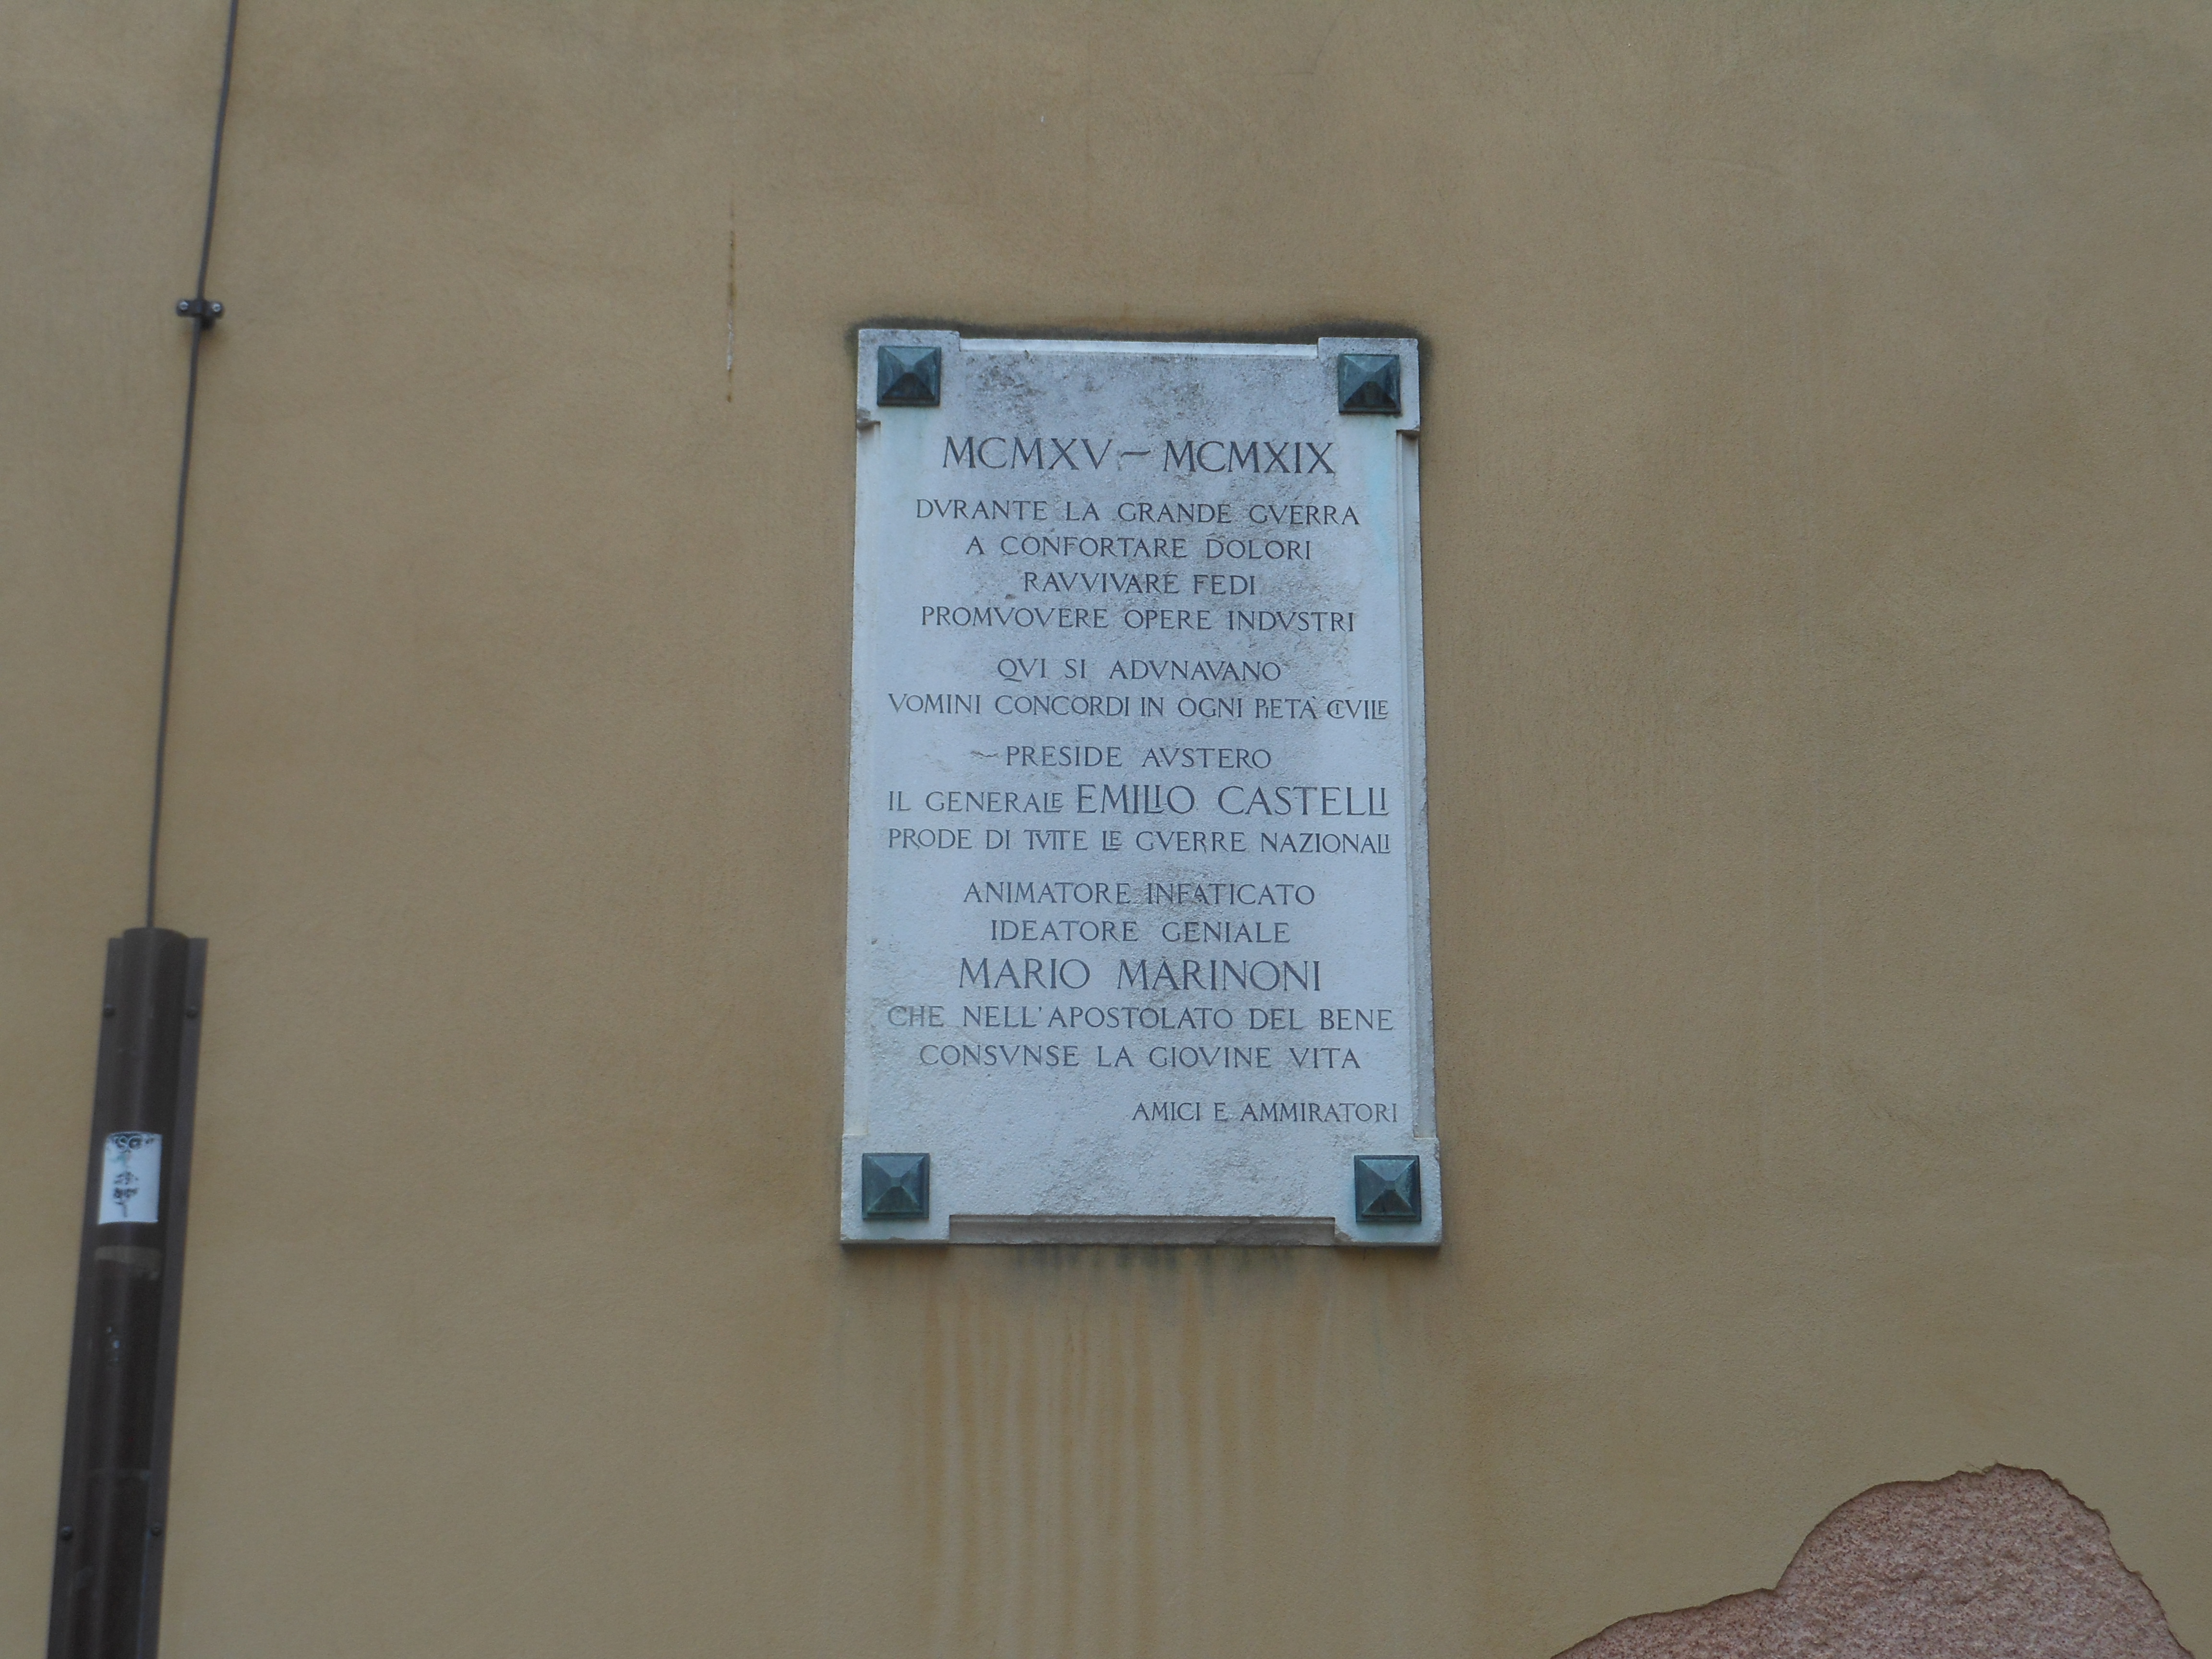 MCMXV – MCMXIX
DVRANTE LA GRANDE GVERRA
A CONFORTARE DOLORI
RAVVIVARE FEDI
PROMVOVERE OPERE INDVSTRI
QVI SI ADVNAVANO
VOMINI CONCORDI IN OGNI PIETÀ CIVILE
– PRESIDE AVSTERO
IL GENERALE EMILIO CASTELLI
PRODE DI TVTTE LE GVERRE NAZIONALI
ANIMATORE INFATICATO
IDEATORE GENIALE
MARIO MARINONI
CHE NELL'APOSTOLATO DEL BENE
CONSVNSE LA GIOVINE VITA
AMICI E AMMIRATORI